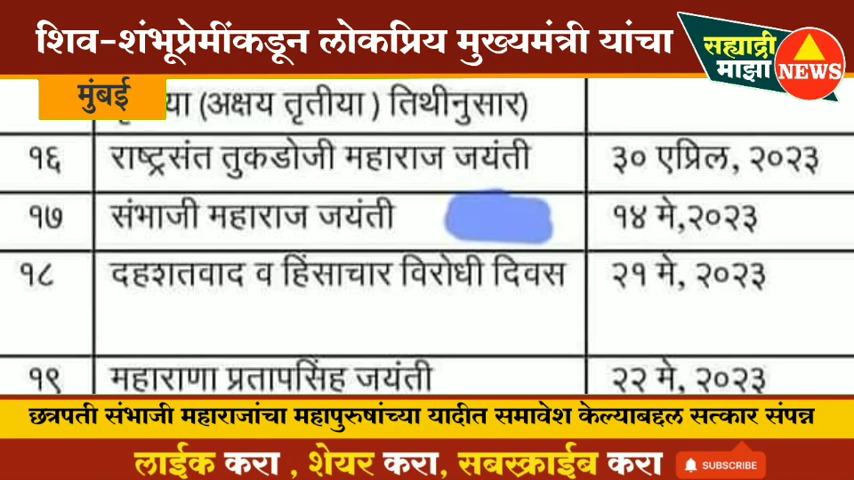 शिव-शंभूप्रेमींकडून लोकप्रिय मुख्यमंत्री यांचा
सह्याद्री
माझा NEWS
मुंबई
(अक्षय तृतीया ) तिथीनुसार)
१६ राष्ट्रसंत तुकडोजी महाराज जयंती ३० एप्रिल, २०२३
१७ संभाजी महाराज जयंती १४ मे,२०२३
१८ दहशतवाद व हिंसाचार विरोधी दिवस २१ मे, २०२३
१९ महाराणा प्रतापसिंह जयंती २२ मे, २०२३
छत्रपती संभाजी महाराजांचा महापुरुषांच्या यादीत समावेश केल्याबद्दल सत्कार संपन्न
लाईक करा , शेयर करा, सबस्क्राईब करा SUBSCRIBE